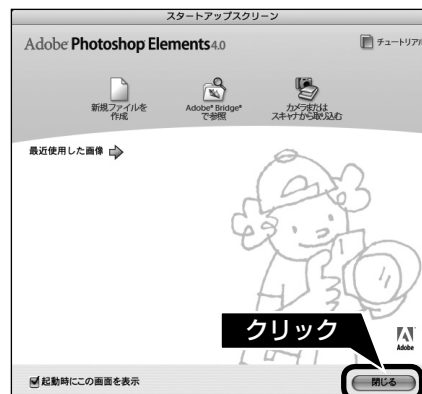 スタートアップスクリーン
Adobe® Photoshop® Elements 4.0
チュートリアル
新規ファイルを
作成
Adobe® Bridge®
で参照
カメラまたは
スキャナから取り込む
最近使用した画像
クリック
Adobe
起動時にこの画面を表示
閉じる